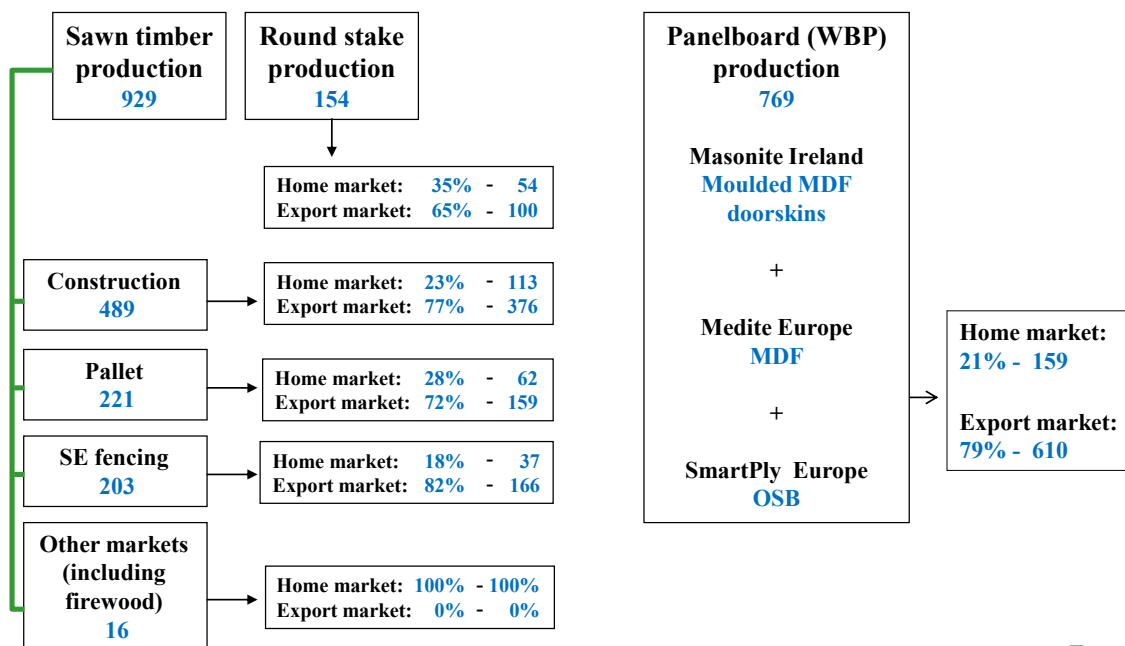 Sawn timber
production
929
Round stake
production
154
Home market: 35% - 54
Export market: 65% - 100
Construction
489
Home market: 23% - 113
Export market: 77% - 376
Pallet
221
Home market: 28% - 62
Export market: 72% - 159
SE fencing
203
Home market: 18% - 37
Export market: 82% - 166
Other markets
(including
firewood)
16
Home market: 100% - 100%
Export market: 0% - 0%
Panelboard (WBP)
production
769
Masonite Ireland
Moulded MDF
doorskins
+
Medite Europe
MDF
+
SmartPly Europe
OSB
Home market:
21% - 159
Export market:
79% - 610